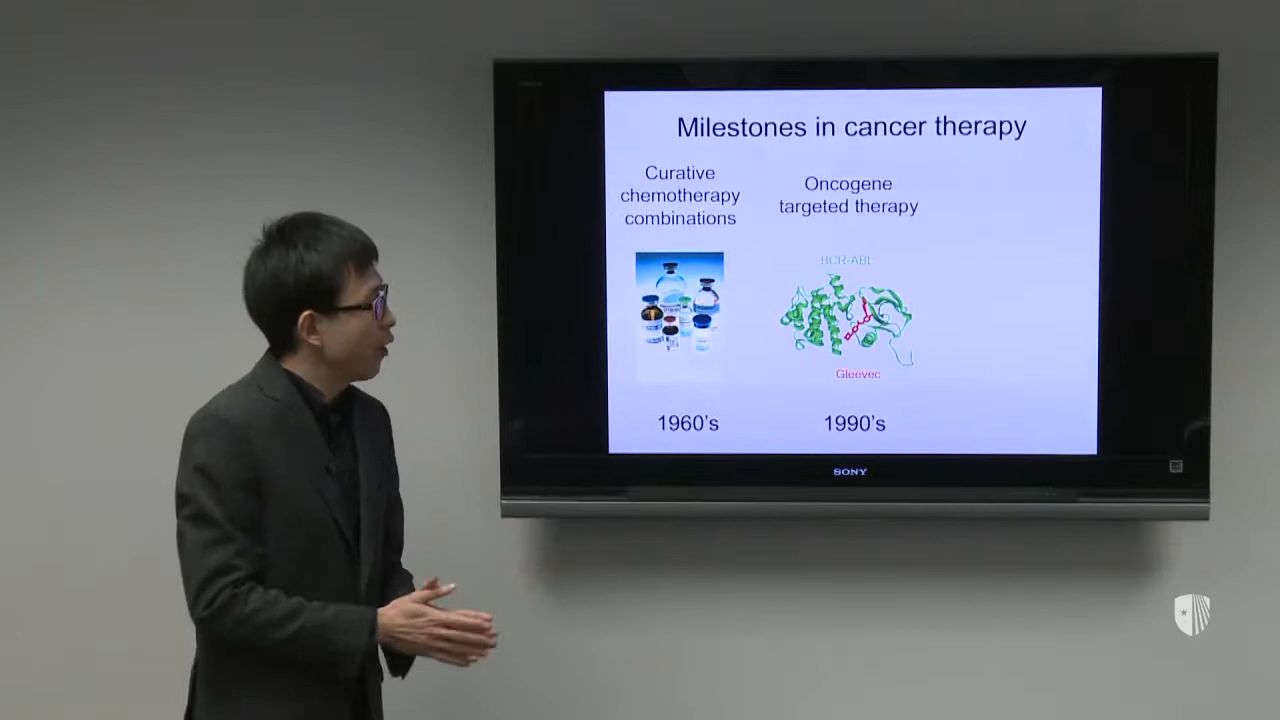 Milestones in cancer therapy
Curative
chemotherapy
combinations
Oncogene
targeted therapy
BCR-ABL
Gleevec
1960's
1990's
SONY